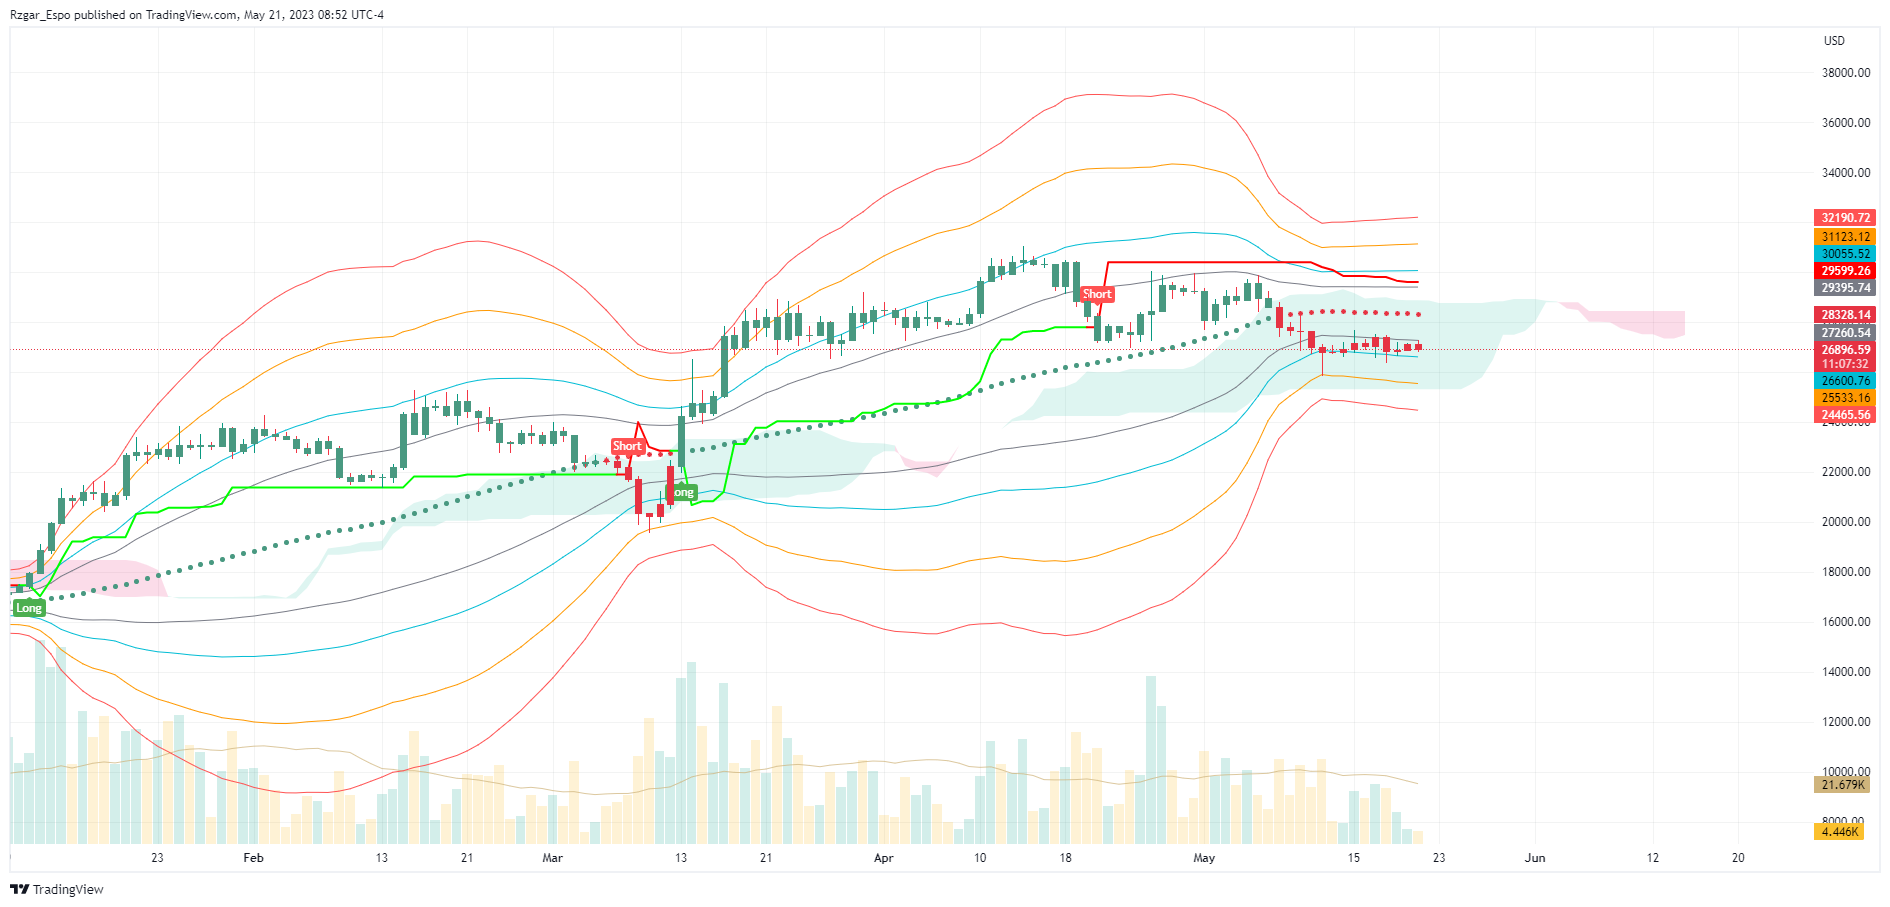 Rzgar_Espo published on TradingView.com, May 21, 2023 08:52 UTC-4
USD
38000.00
36000.00
34000.00
32190.72
31123.12
30055.52
29599.26
29395.74
28328.14
27260.54
26896.59
11:07:32
26600.76
25533.16
24465.56
24000.00
22000.00
20000.00
18000.00
16000.00
14000.00
12000.00
10000.00
21.679K
8000.00
4.446K
Short
Short
Long
Long
23 Feb 13 21 Mar 13 21 Apr 10 18 May 15 23 Jun 12 20
TradingView